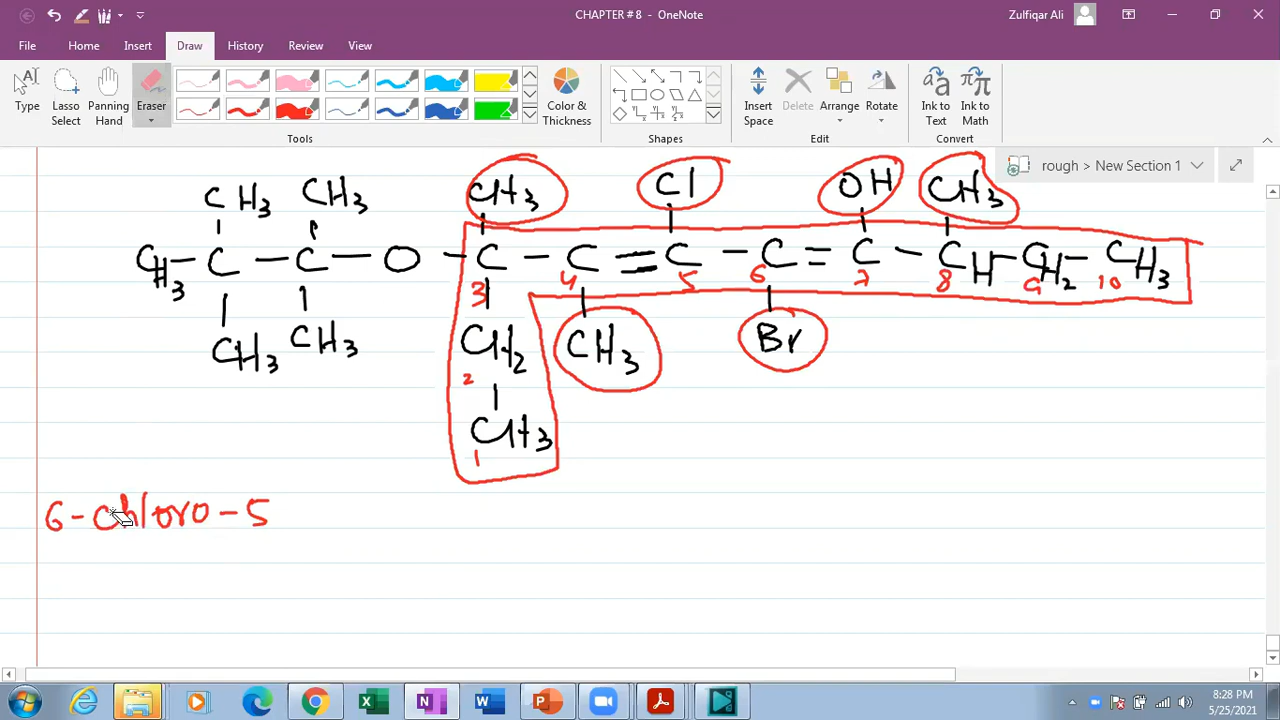 CHAPTER # 8 - OneNote
Zulfiqar Ali
File Home Insert Draw History Review View
Type Lasso Select Panning Hand Eraser Color & Thickness Insert Space Delete Arrange Rotate Ink to Text Ink to Math
Tools Shapes Edit Convert
rough > New Section 1
CH3 CH3 CH3 Cl OH CH3
CH3 - C - C - O - C - C = C - C = C - CH - CH2 - CH3
3 4 5 6 7 8 9 10
CH3 CH3 CH2 CH3 Br
2
CH3
1
6-chloro-5
8:28 PM
5/25/2021